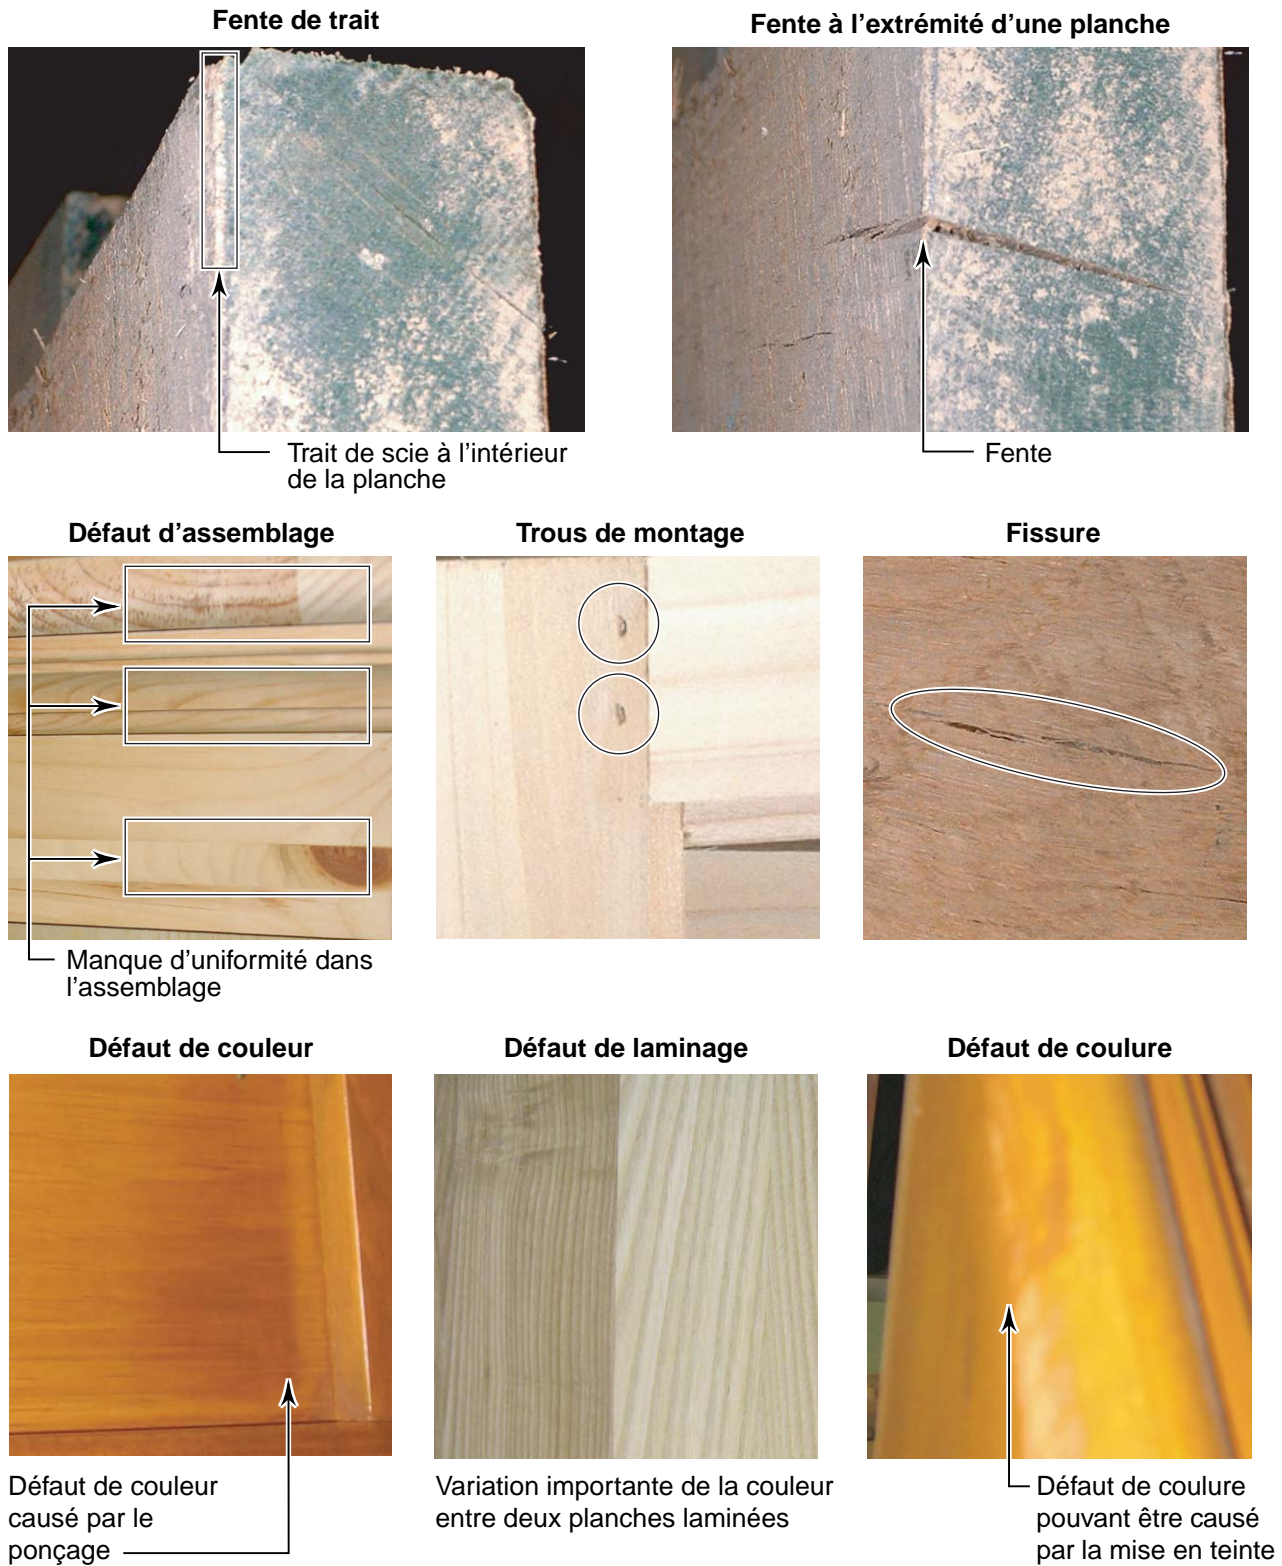 Fente de trait
Fente à l'extrémité d'une planche
Trait de scie à l'intérieur
de la planche
Fente
Défaut d'assemblage
Trous de montage
Fissure
Manque d'uniformité dans
l'assemblage
Défaut de couleur
Défaut de laminage
Défaut de coulure
Défaut de couleur
causé par le
ponçage
Variation importante de la couleur
entre deux planches laminées
Défaut de coulure
pouvant être causé
par la mise en teinte